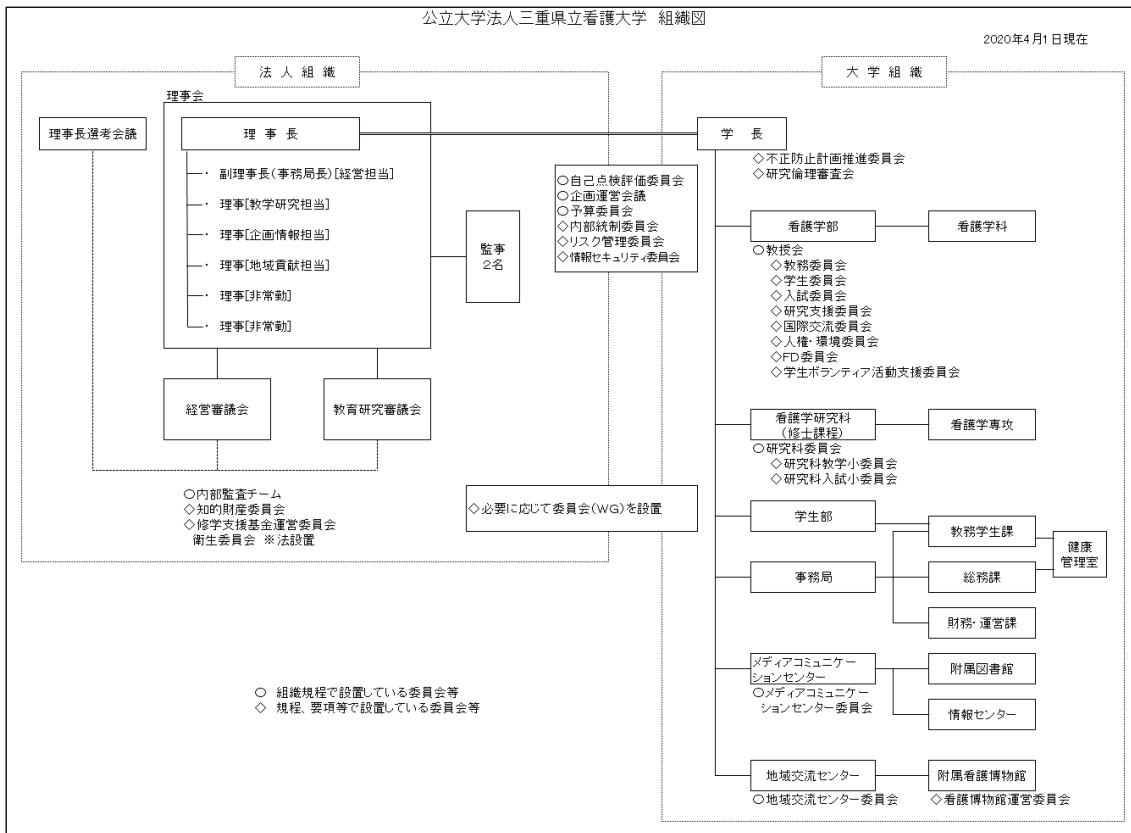 公立大学法人三重県立看護大学 組織図
2020年4月1日現在
法 人 組 織
大 学 組 織
理事会
理事長選考会議
理 事 長
学 長
◇不正防止計画推進委員会
◇研究倫理審査会
・ 副理事長(事務局長)[経営担当]
・ 理事[教学研究担当]
・ 理事[企画情報担当]
・ 理事[地域貢献担当]
・ 理事[非常勤]
・ 理事[非常勤]
監事
2名
○自己点検評価委員会
○企画運営会議
○予算委員会
◇内部統制委員会
◇リスク管理委員会
◇情報セキュリティ委員会
看護学部
看護学科
○教授会
◇教務委員会
◇学生委員会
◇入試委員会
◇研究支援委員会
◇国際交流委員会
◇人権・環境委員会
◇FD委員会
◇学生ボランティア活動支援委員会
経営審議会
教育研究審議会
看護学研究科
(修士課程)
看護学専攻
○研究科委員会
◇研究科教学小委員会
◇研究科入試小委員会
○内部監査チーム
◇知的財産委員会
◇修学支援基金運営委員会
衛生委員会 ※法設置
◇必要に応じて委員会(WG)を設置
学生部
教務学生課
健康
管理室
事務局
総務課
財務・運営課
メディアコミュニケー
ションセンター
附属図書館
○メディアコミュニケー
ションセンター委員会
情報センター
○ 組織規程で設置している委員会等
◇ 規程、要項等で設置している委員会等
地域交流センター
附属看護博物館
○地域交流センター委員会
◇看護博物館運営委員会